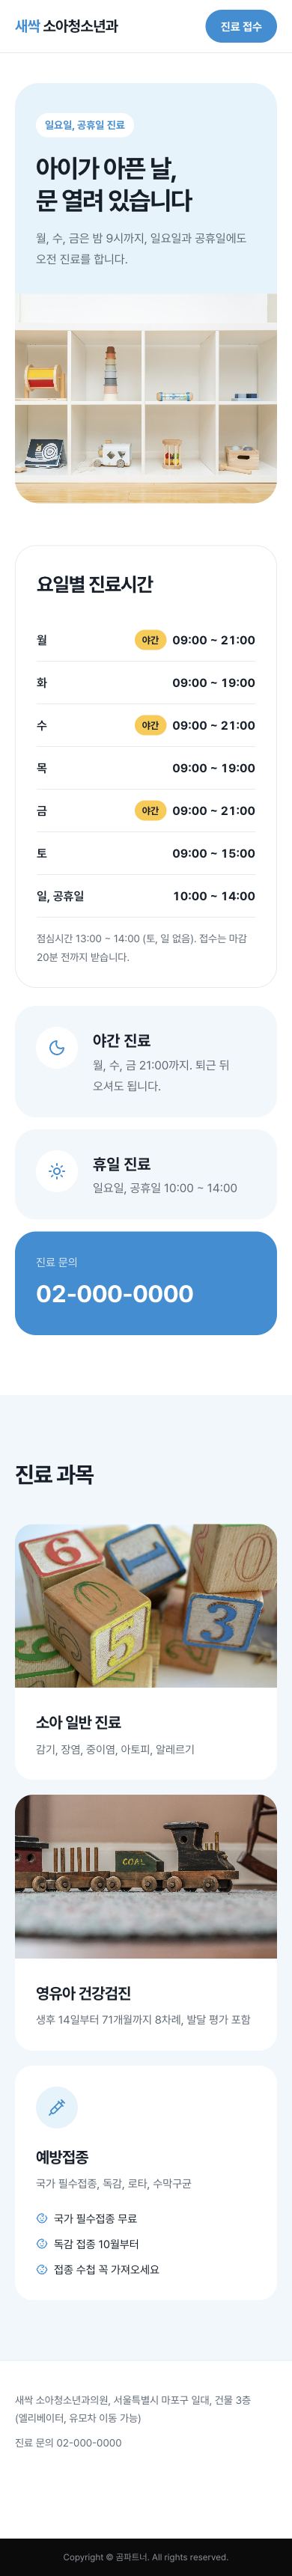 새싹 소아청소년과
진료 접수
일요일, 공휴일 진료
아이가 아픈 날,
문 열려 있습니다
월, 수, 금은 밤 9시까지, 일요일과 공휴일에도
오전 진료를 합니다.
요일별 진료시간
월 야간 09:00 ~ 21:00
화 09:00 ~ 19:00
수 야간 09:00 ~ 21:00
목 09:00 ~ 19:00
금 야간 09:00 ~ 21:00
토 09:00 ~ 15:00
일, 공휴일 10:00 ~ 14:00
점심시간 13:00 ~ 14:00 (토, 일 없음). 접수는 마감
20분 전까지 받습니다.
야간 진료
월, 수, 금 21:00까지. 퇴근 뒤
오셔도 됩니다.
휴일 진료
일요일, 공휴일 10:00 ~ 14:00
진료 문의
02-000-0000
진료 과목
6
1
0
5
3
소아 일반 진료
감기, 장염, 중이염, 아토피, 알레르기
COAL
영유아 건강검진
생후 14일부터 71개월까지 8차례, 발달 평가 포함
예방접종
국가 필수접종, 독감, 로타, 수막구균
국가 필수접종 무료
독감 접종 10월부터
접종 수첩 꼭 가져오세요
새싹 소아청소년과의원, 서울특별시 마포구 일대, 건물 3층
(엘리베이터, 유모차 이동 가능)
진료 문의 02-000-0000
Copyright © 곰파트너. All rights reserved.